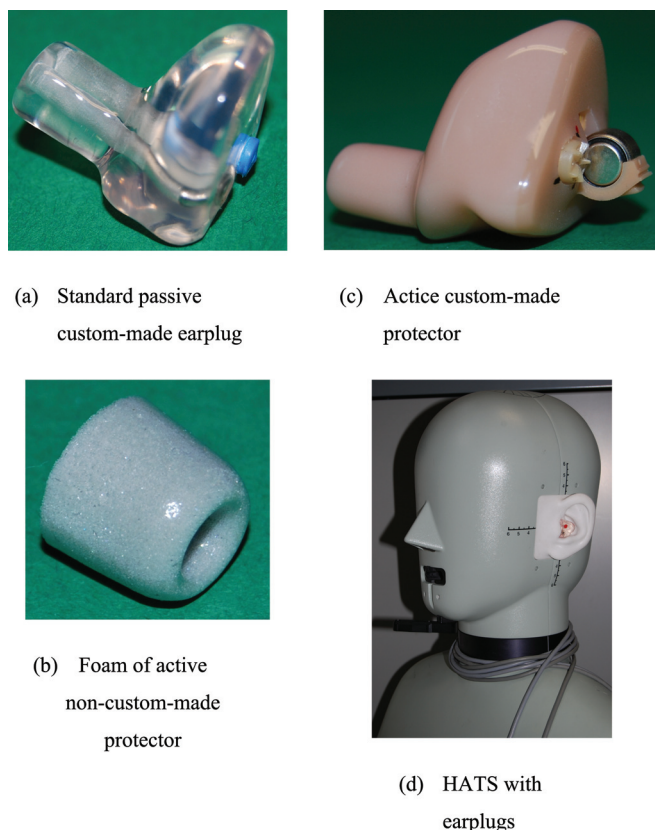 (a) Standard passive
custom-made earplug
(c) Actice custom-made
protector
(b) Foam of active
non-custom-made
protector
(d) HATS with
earplugs